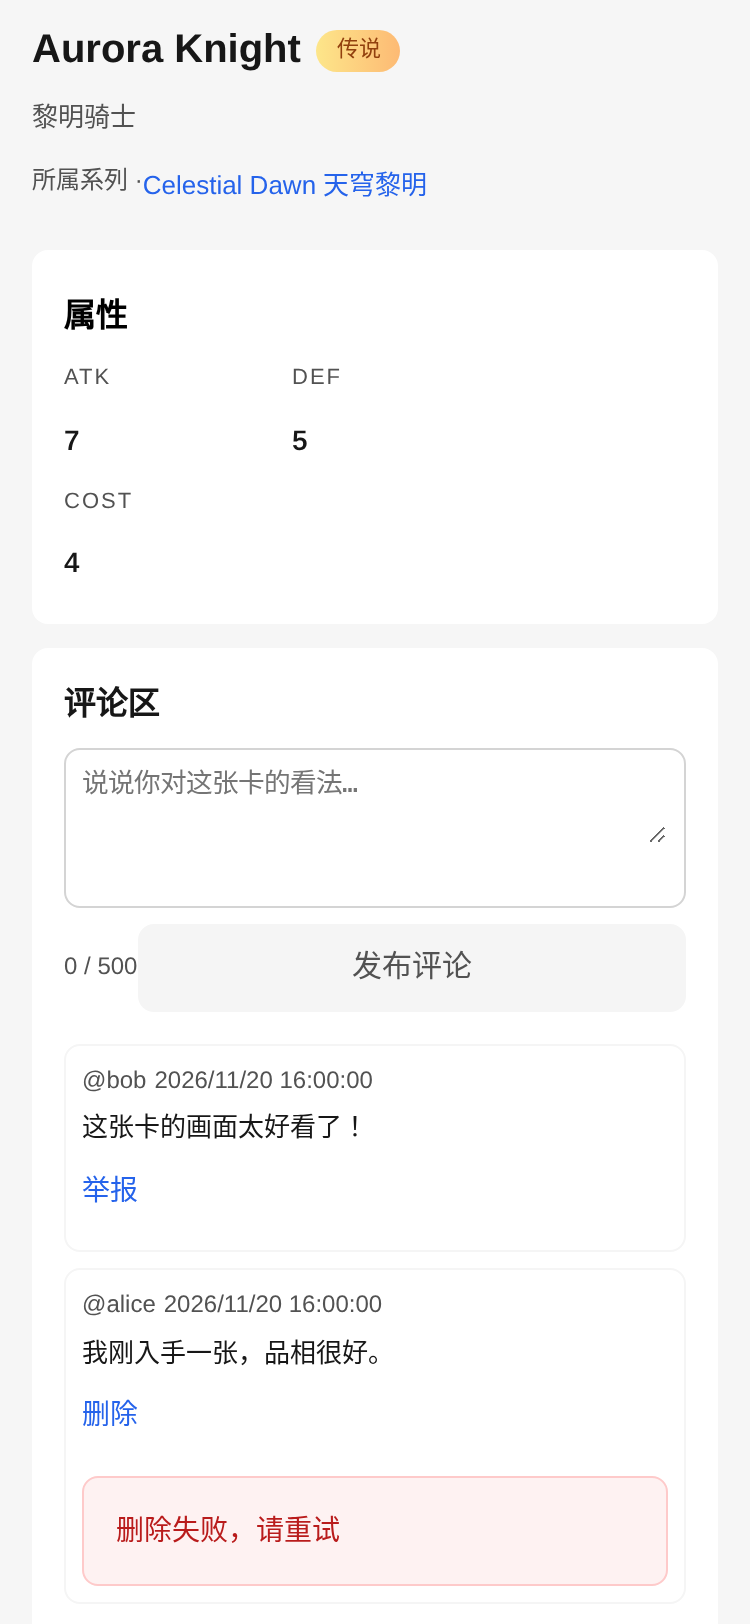 Aurora Knight 传说
黎明骑士
所属系列 ·Celestial Dawn 天穹黎明
属性
ATK DEF
7 5
COST
4
评论区
说说你对这张卡的看法…
0 / 500 发布评论
@bob 2026/11/20 16:00:00
这张卡的画面太好看了！
举报
@alice 2026/11/20 16:00:00
我刚入手一张，品相很好。
删除
删除失败，请重试